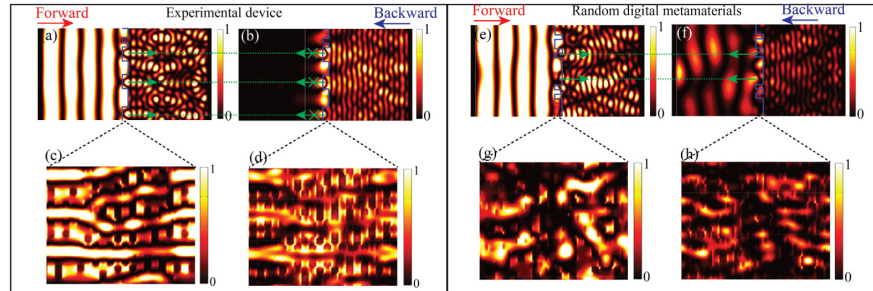 Forward
Experimental device
Backward
a)
1
0
(b)
1
0
(c)
1
0
(d)
1
0
Forward
Random digital metamaterials
Backward
(e)
1
0
(f)
1
0
(g)
1
0
(h)
1
0